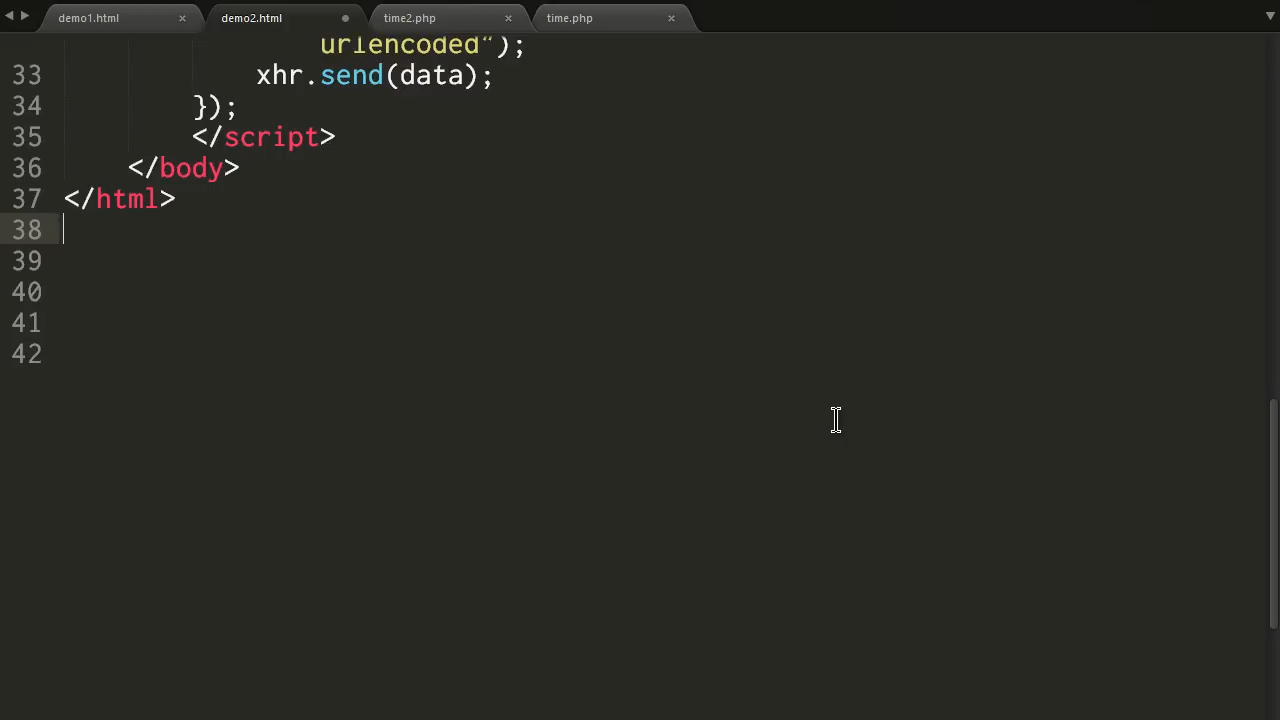 demo1.html demo2.html time2.php time.php
urlencoded");
33 xhr.send(data);
34 });
35 </script>
36 </body>
37 </html>
38
39
40
41
42